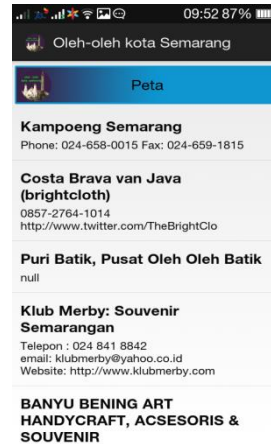 09:52 87%
Oleh-oleh kota Semarang
Peta
Kampoeng Semarang
Phone: 024-658-0015 Fax: 024-659-1815
Costa Brava van Java
(brightcloth)
0857-2764-1014
http://www.twitter.com/TheBrightClo
Puri Batik, Pusat Oleh Oleh Batik
null
Klub Merby: Souvenir
Semarangan
Telepon : 024 841 8842
email: klubmerby@yahoo.co.id
Website: http://www.klubmerby.com
BANYU BENING ART
HANDYCRAFT, ACSESORIS &
SOUVENIR